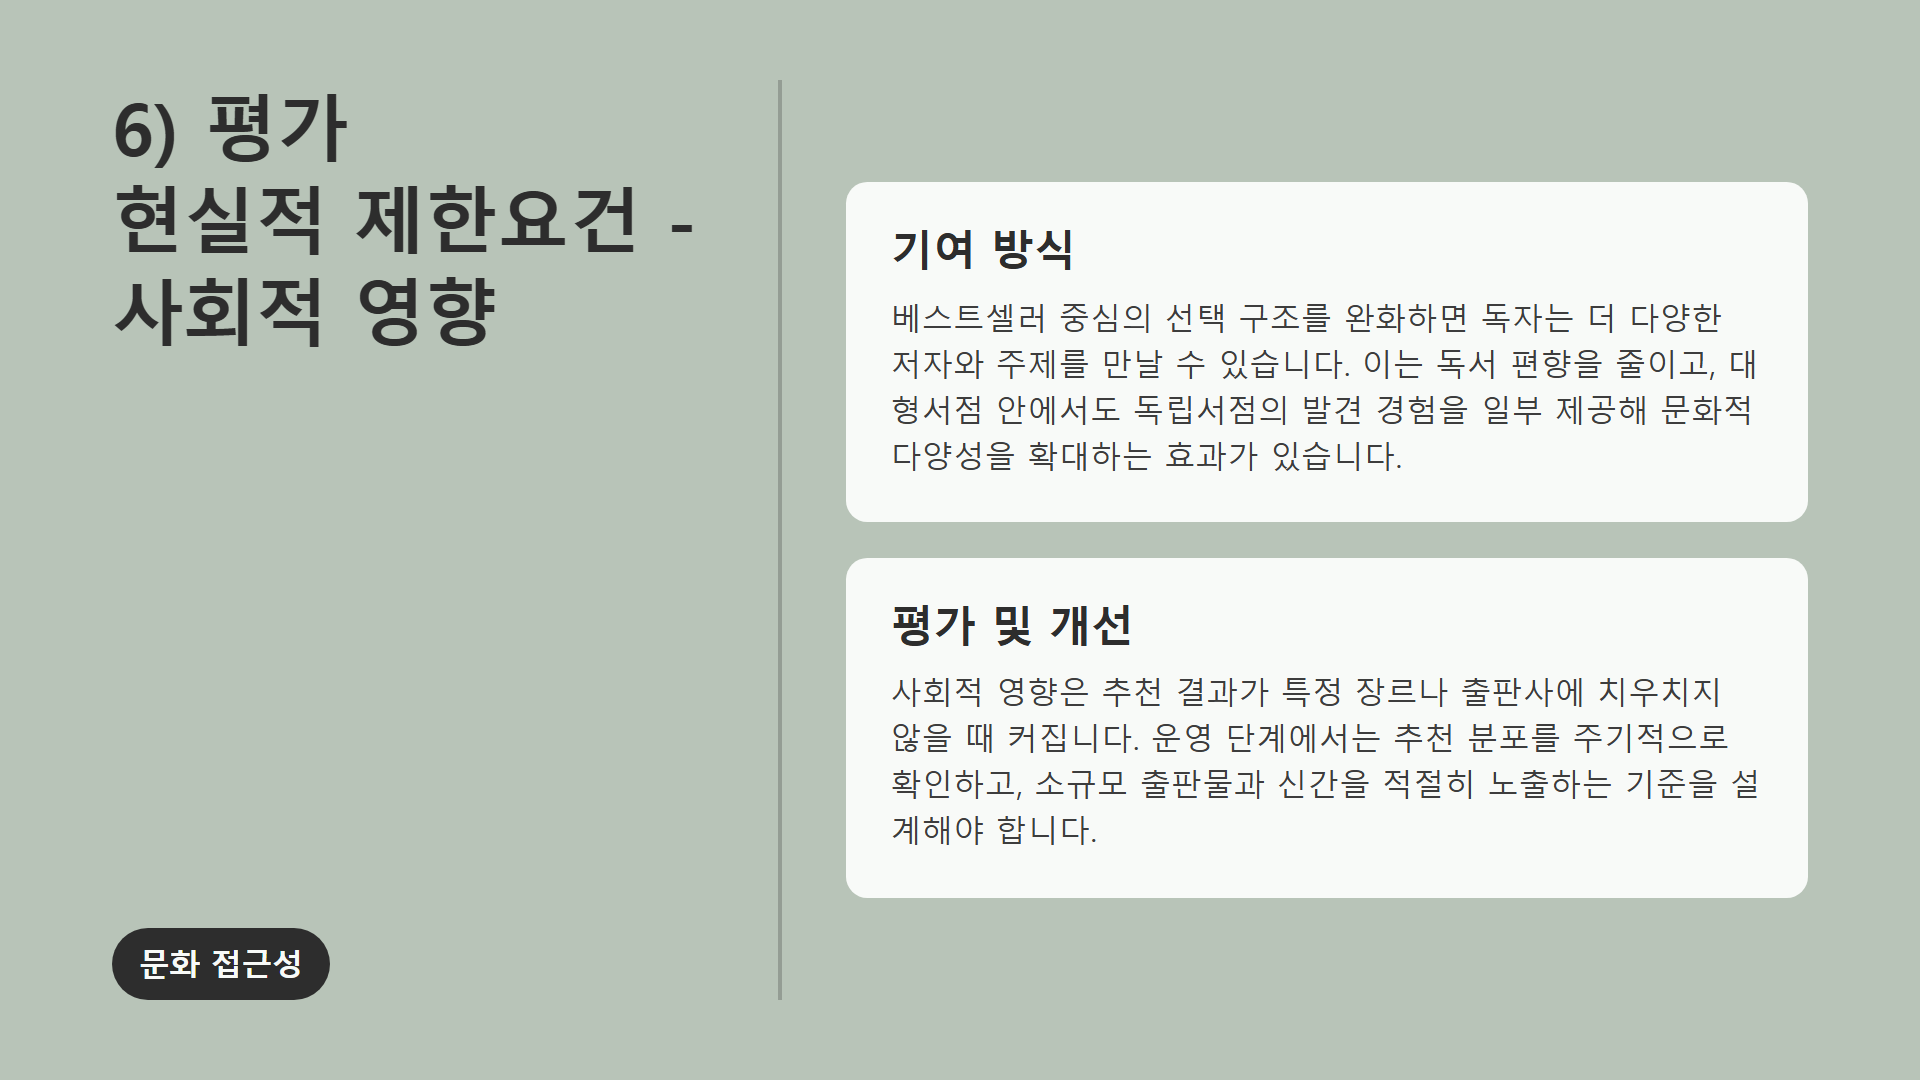 6) 평가
현실적 제한요건 -
사회적 영향
문화 접근성
기여 방식
베스트셀러 중심의 선택 구조를 완화하면 독자는 더 다양한
저자와 주제를 만날 수 있습니다. 이는 독서 편향을 줄이고, 대
형서점 안에서도 독립서점의 발견 경험을 일부 제공해 문화적
다양성을 확대하는 효과가 있습니다.
평가 및 개선
사회적 영향은 추천 결과가 특정 장르나 출판사에 치우치지
않을 때 커집니다. 운영 단계에서는 추천 분포를 주기적으로
확인하고, 소규모 출판물과 신간을 적절히 노출하는 기준을 설
계해야 합니다.